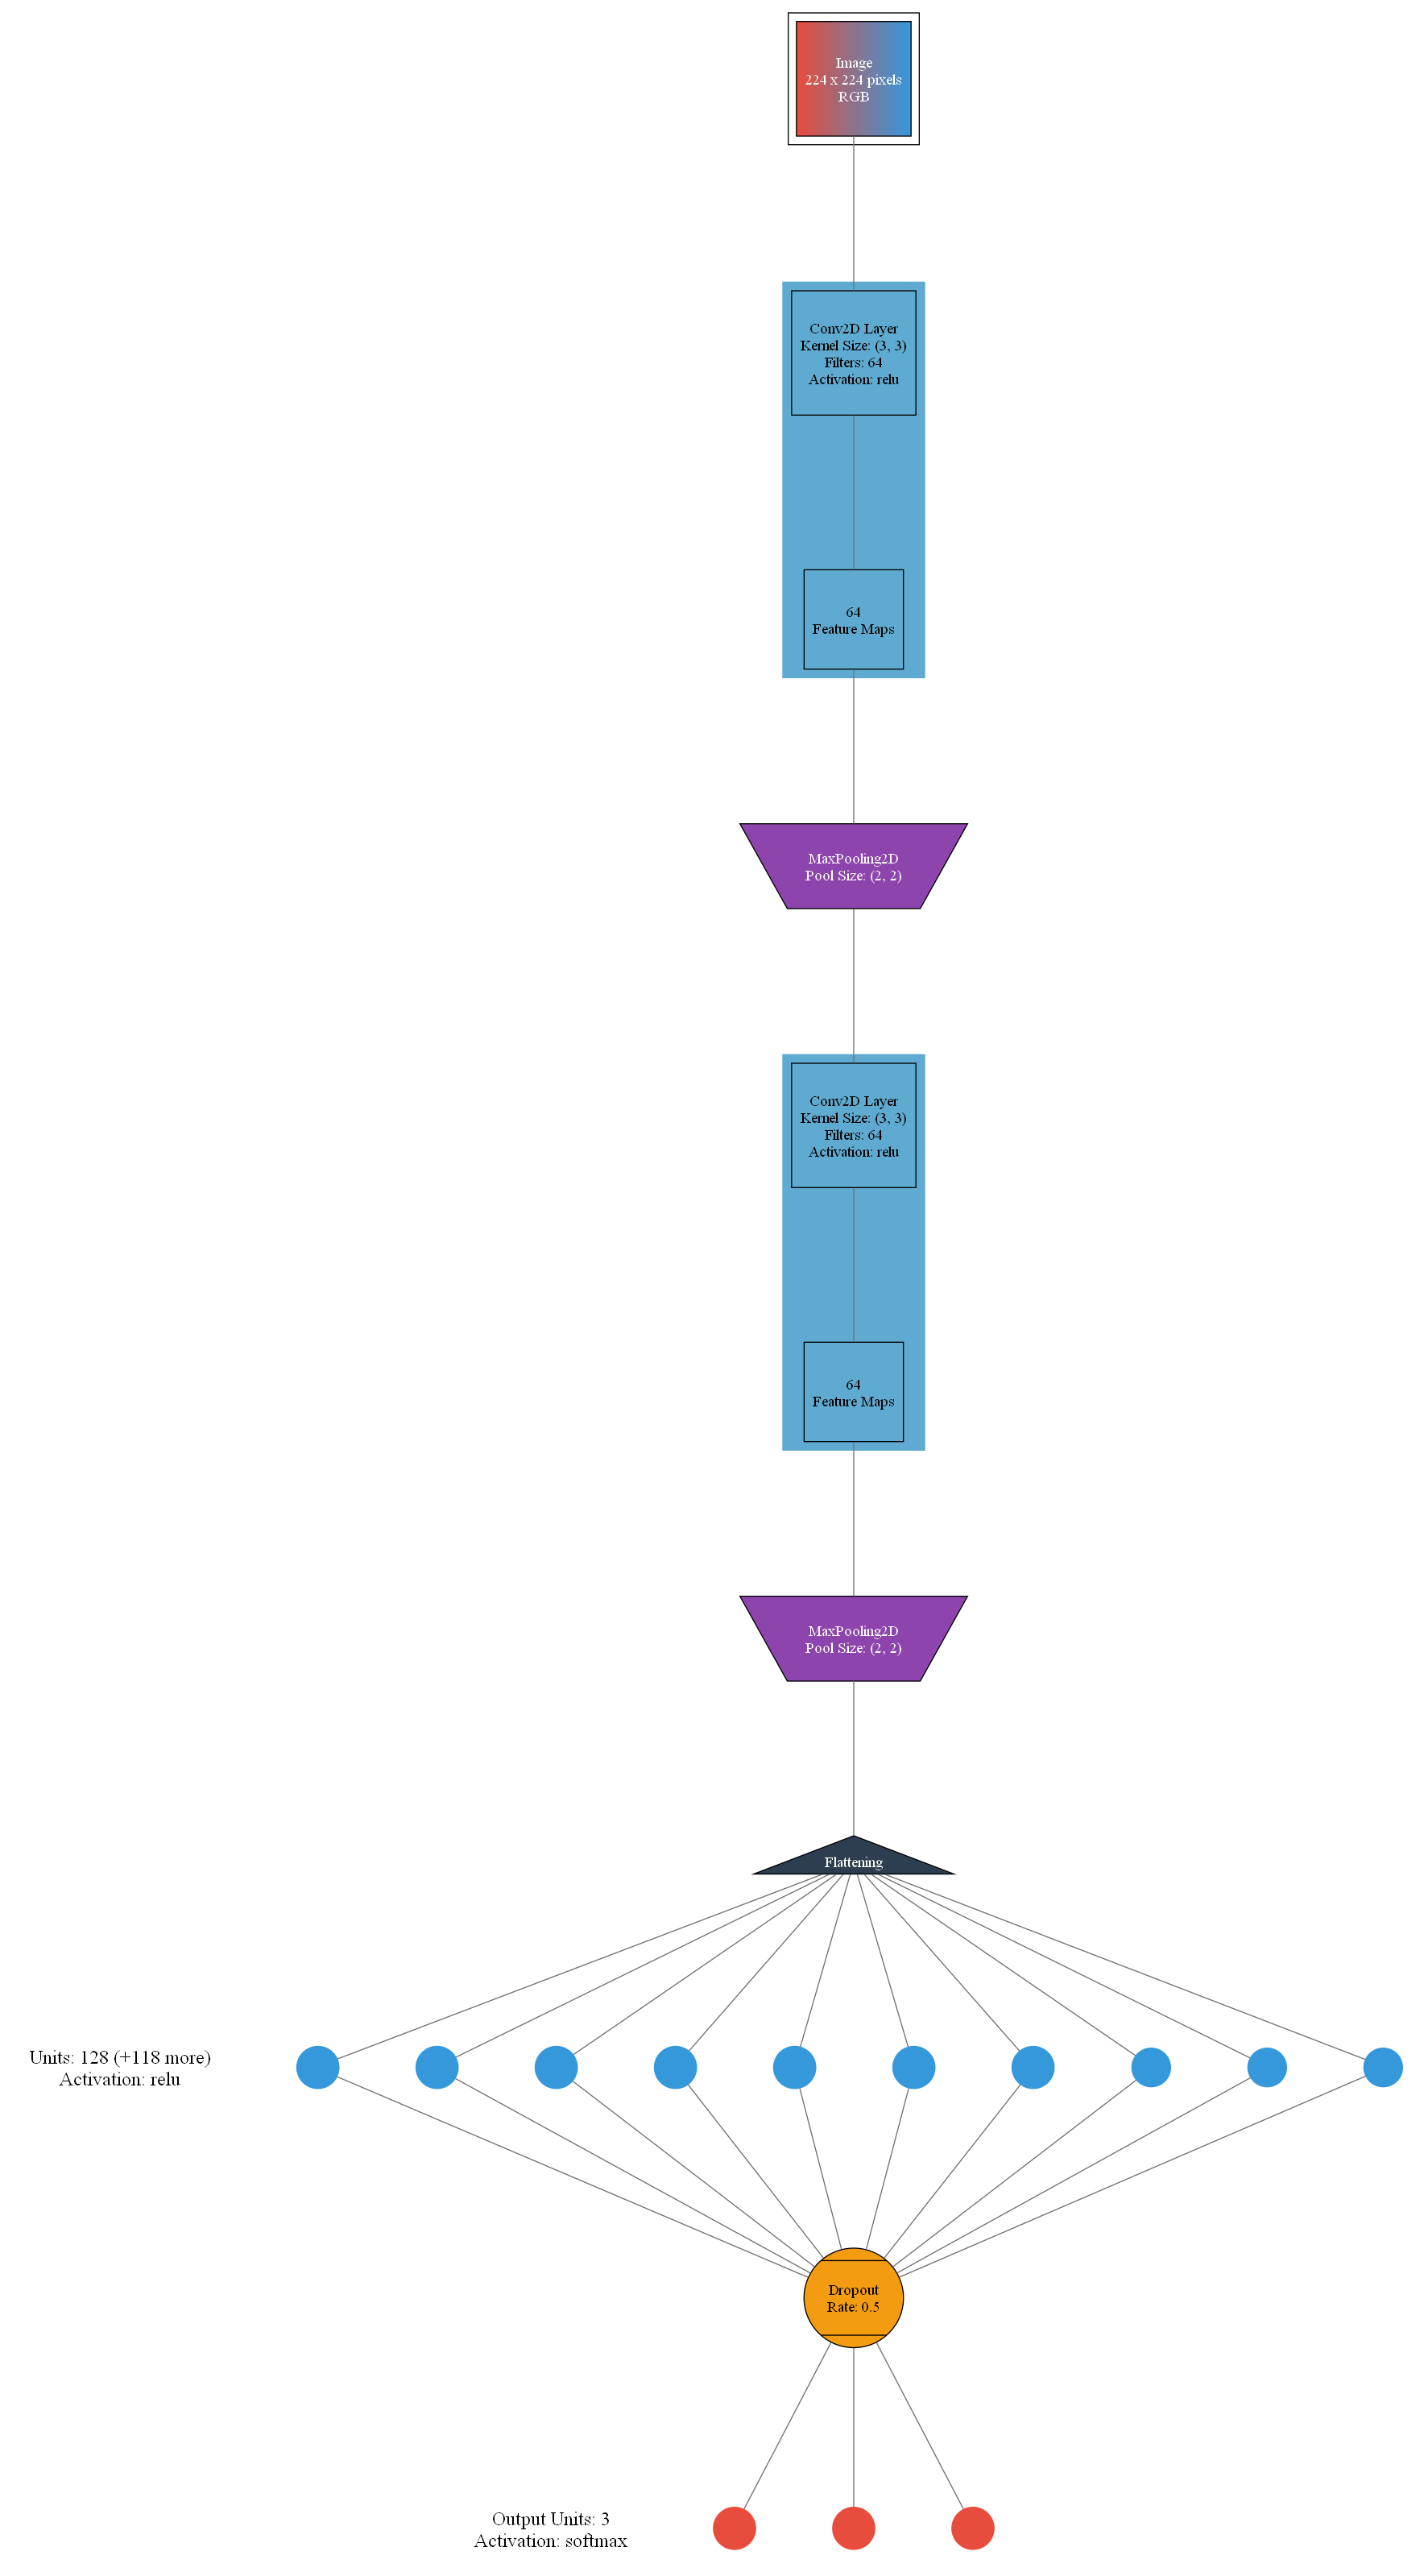 Image
224 x 224 pixels
RGB
Conv2D Layer
Kernel Size: (3, 3)
Filters: 64
Activation: relu
64
Feature Maps
MaxPooling2D
Pool Size: (2, 2)
Conv2D Layer
Kernel Size: (3, 3)
Filters: 64
Activation: relu
64
Feature Maps
MaxPooling2D
Pool Size: (2, 2)
Flattening
Units: 128 (+118 more)
Activation: relu
Dropout
Rate: 0.5
Output Units: 3
Activation: softmax